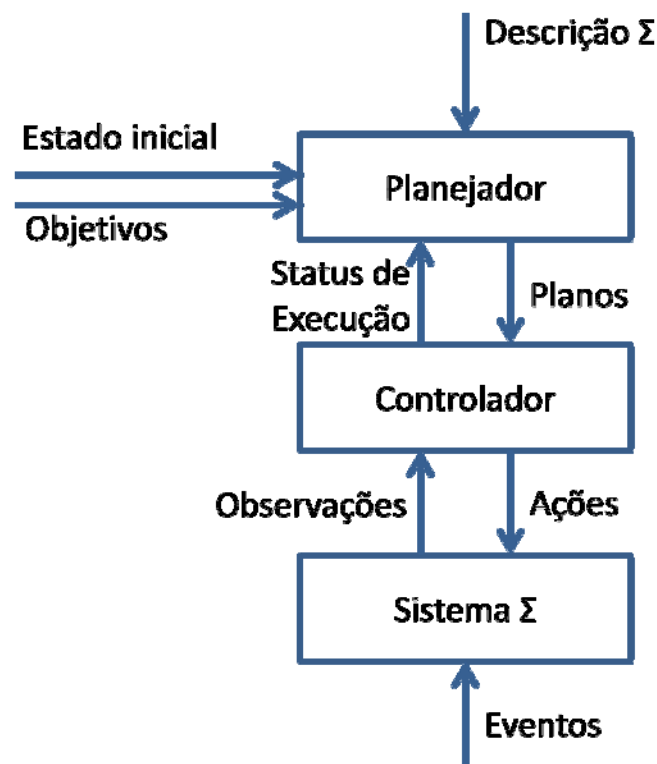 Descrição Σ
Estado inicial
Planejador
Objetivos
Status de
Execução
Planos
Controlador
Observações
Ações
Sistema Σ
Eventos